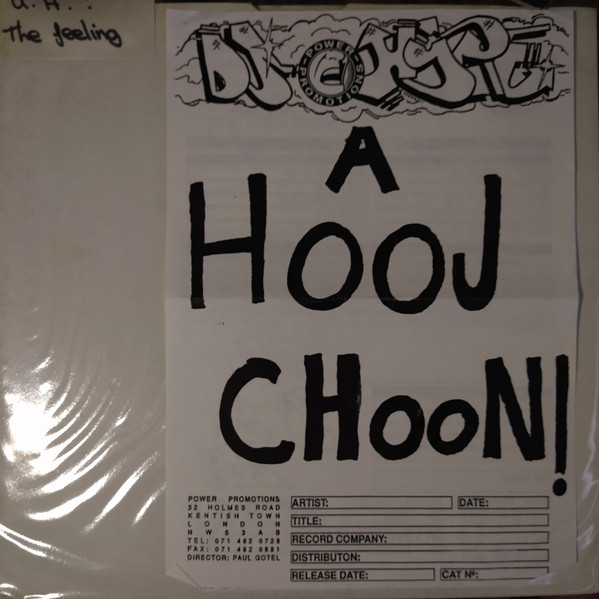 The feeling
DJ HYPE
POWER PROMOTIONS
A
HOOJ
CHooN!
POWER PROMOTIONS
32 HOLMES ROAD
KENTISH TOWN
LONDON
NW5 3AB
TEL: 071 482 0726
FAX: 071 482 0881
DIRECTOR: PAUL GOTEL
ARTIST: DATE:
TITLE:
RECORD COMPANY:
DISTRIBUTON:
RELEASE DATE: CAT Nº: